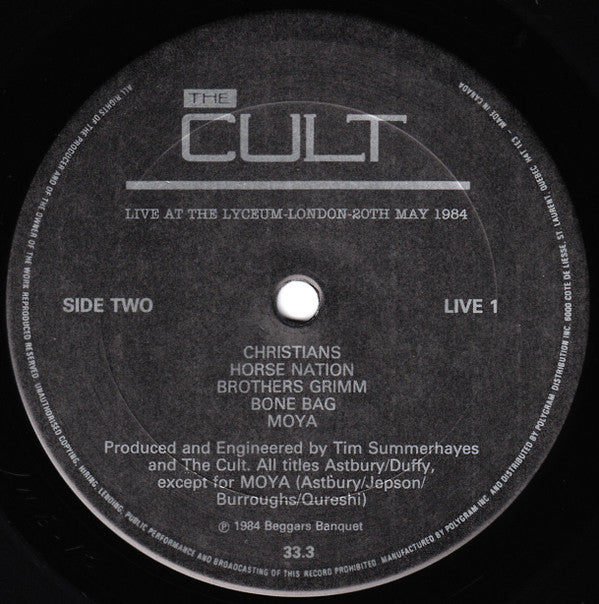 THE
CULT
LIVE AT THE LYCEUM-LONDON-20TH MAY 1984
SIDE TWO
LIVE 1
CHRISTIANS
HORSE NATION
BROTHERS GRIMM
BONE BAG
MOYA
Produced and Engineered by Tim Summerhayes
and The Cult. All titles Astbury/Duffy,
except for MOYA (Astbury/Jepson/
Burroughs/Qureshi)
℗ 1984 Beggars Banquet
33.3
ALL RIGHTS OF THE PRODUCER AND OF THE OWNER OF THE WORK REPRODUCED RESERVED. UNAUTHORISED COPYING, HIRING, LENDING, PUBLIC PERFORMANCE AND BROADCASTING OF THIS RECORD PROHIBITED. MANUFACTURED BY POLYGRAM INC. AND DISTRIBUTED BY POLYGRAM DISTRIBUTION INC. 6000 COTE DE LIESSE, ST LAURENT, QUEBEC H4T 1E3 - MADE IN CANADA